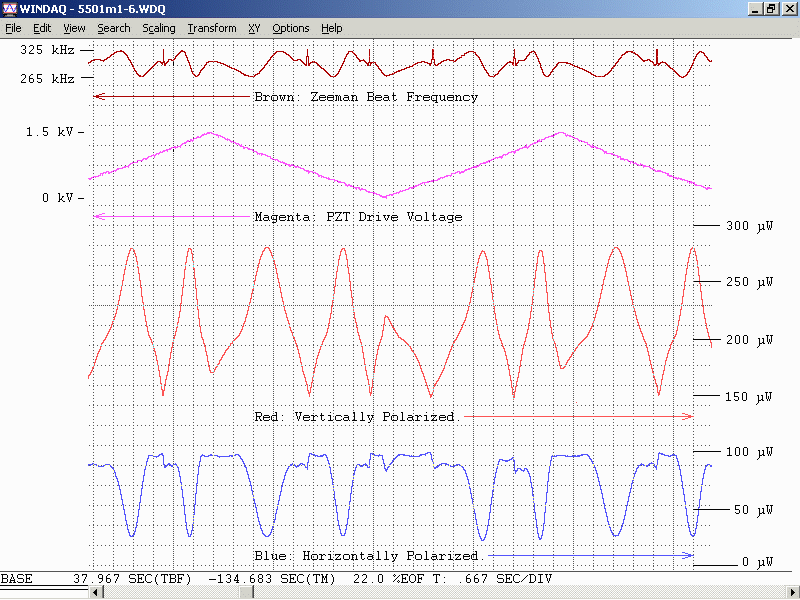 WINDAQ - 5501m1-6.WDQ
File Edit View Search Scaling Transform XY Options Help
325 kHz
265 kHz
Brown: Zeeman Beat Frequency
1.5 kV
0 kV
Magenta: PZT Drive Voltage
300 µW
250 µW
200 µW
150 µW
Red: Vertically Polarized.
100 µW
50 µW
Blue: Horizontally Polarized.
0 µW
BASE 37.967 SEC(TBF) -134.683 SEC(TM) 22.0 %EOF T: .667 SEC/DIV